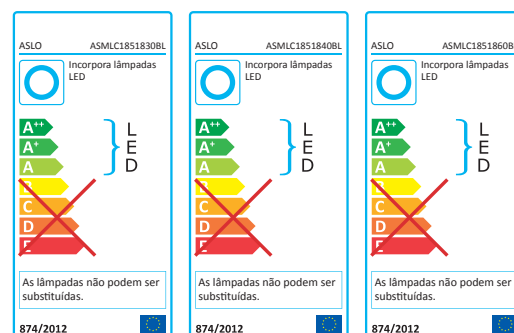 ASLO ASMLC1851830BL
Incorpora lâmpadas
LED
A++
A+
A
C
D
E
L
E
D
As lâmpadas não podem ser
substituídas.
874/2012
ASLO ASMLC1851840BL
Incorpora lâmpadas
LED
A++
A+
A
C
D
E
L
E
D
As lâmpadas não podem ser
substituídas.
874/2012
ASLO ASMLC1851860B
Incorpora lâmpadas
LED
A++
A+
A
C
D
E
L
E
D
As lâmpadas não podem ser
substituídas.
874/2012